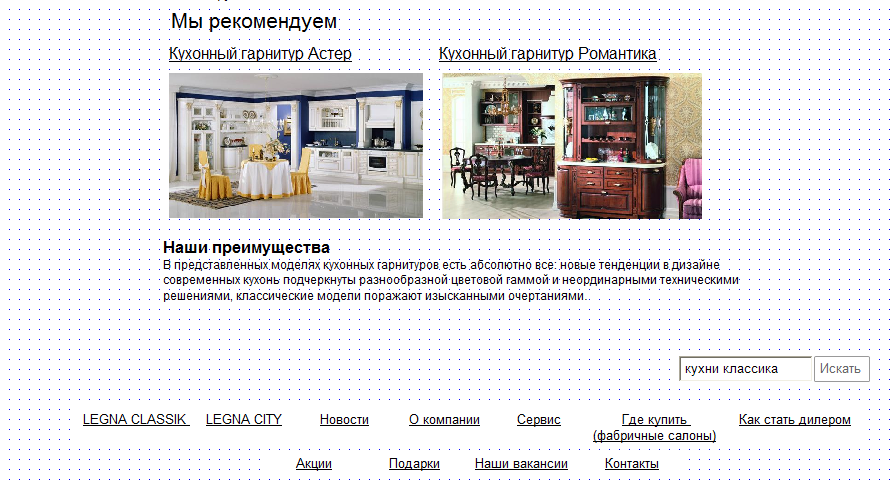 Мы рекомендуем
Кухонный гарнитур Астер
Кухонный гарнитур Романтика
Наши преимущества
В представленных моделях кухонных гарнитуров есть абсолютно все: новые тенденции в дизайне
современных кухонь подчеркнуты разнообразной цветовой гаммой и неординарными техническими
решениями, классические модели поражают изысканными очертаниями.
кухни классика Искать
LEGNA CLASSIK LEGNA CITY Новости О компании Сервис Где купить Как стать дилером
(фабричные салоны)
Акции Подарки Наши вакансии Контакты